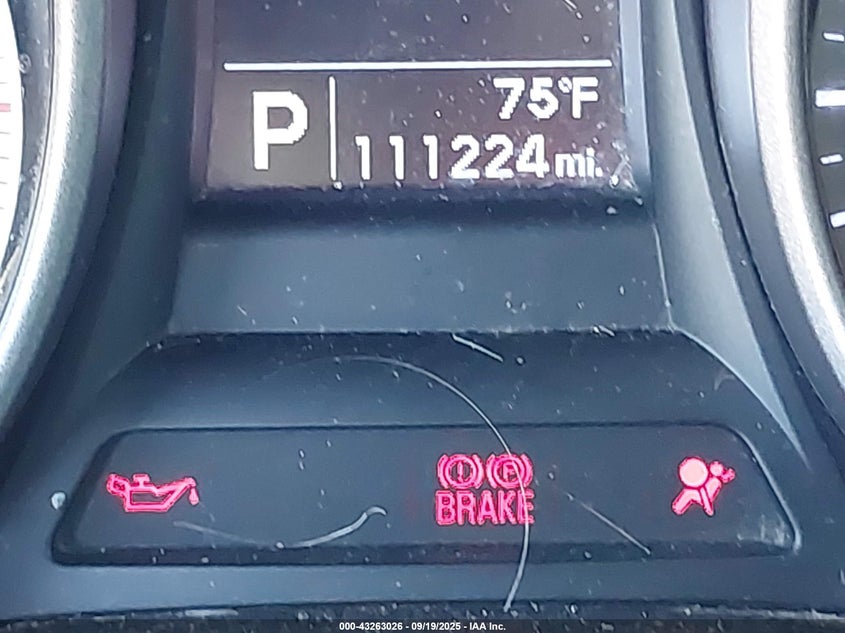 75°F
P 111224 mi.
(!) (P)
BRAKE
000-43263026 - 09/19/2025 - IAA Inc.